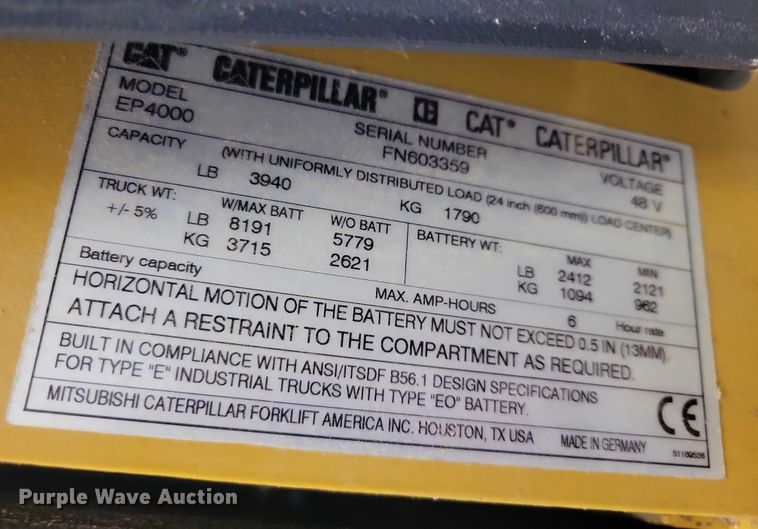 CAT® CATERPILLAR® CAT® CATERPILLAR®
MODEL SERIAL NUMBER VOLTAGE
EP4000 FN603359 48 V
CAPACITY (WITH UNIFORMLY DISTRIBUTED LOAD (24 inch (600 mm)) LOAD CENTER)
LB 3940 KG 1790
TRUCK WT: W/MAX BATT W/O BATT BATTERY WT: MAX MIN
+/- 5% LB 8191 5779 LB 2412 2121
KG 3715 2621 KG 1094 962
Battery capacity MAX. AMP-HOURS 6 Hour rate
HORIZONTAL MOTION OF THE BATTERY MUST NOT EXCEED 0.5 IN (13MM).
ATTACH A RESTRAINT TO THE COMPARTMENT AS REQUIRED.
BUILT IN COMPLIANCE WITH ANSI/ITSDF B56.1 DESIGN SPECIFICATIONS
FOR TYPE "E" INDUSTRIAL TRUCKS WITH TYPE "EO" BATTERY.
CE
MITSUBISHI CATERPILLAR FORKLIFT AMERICA INC. HOUSTON, TX USA MADE IN GERMANY
Purple Wave Auction